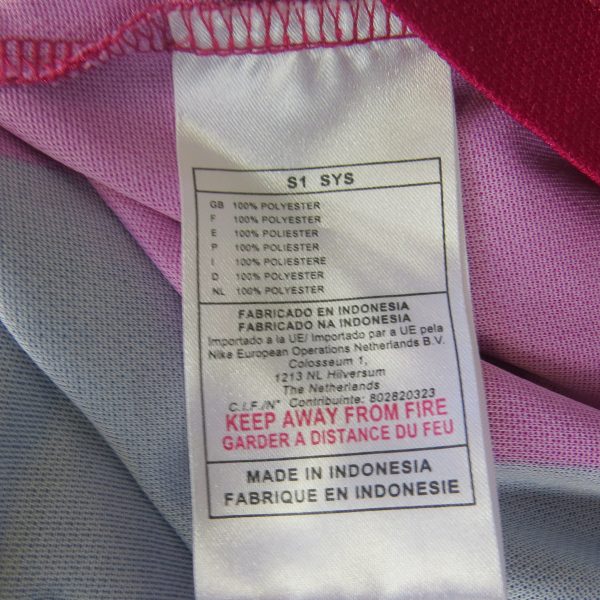 S1 SYS
GB 100% POLYESTER
F 100% POLYESTER
E 100% POLIESTER
P 100% POLIESTER
I 100% POLIESTERE
D 100% POLYESTER
NL 100% POLYESTER
FABRICADO EN INDONESIA
FABRICADO NA INDONESIA
Importado a la UE/ Importado par a UE pela
Nike European Operations Netherlands B.V.
Colosseum 1,
1213 NL Hilversum
The Netherlands
C.I.F./N° Contribuinte: 802820323
KEEP AWAY FROM FIRE
GARDER A DISTANCE DU FEU
MADE IN INDONESIA
FABRIQUE EN INDONESIE